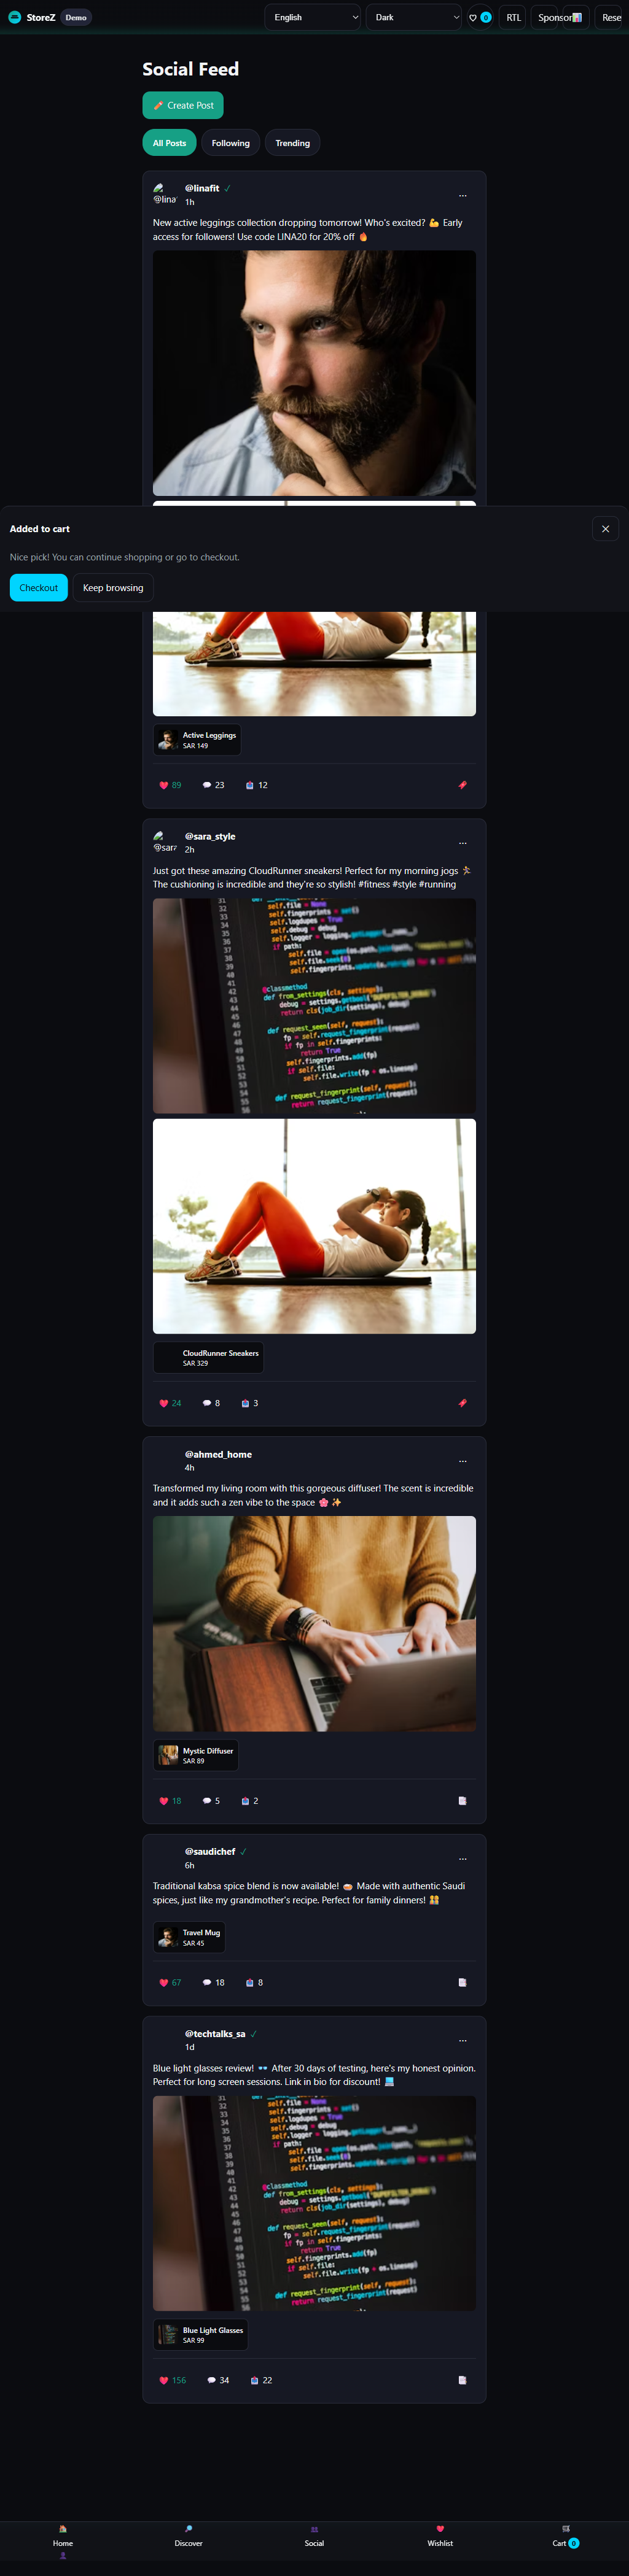 StoreZ Demo English Dark 0 RTL Sponsor Rese
Social Feed
Create Post
All Posts Following Trending
@linafit ✓
@lina
1h
...
New active leggings collection dropping tomorrow! Who's excited? 💪 Early
access for followers! Use code LINA20 for 20% off 🔥
Added to cart
Nice pick! You can continue shopping or go to checkout.
Checkout Keep browsing
Active Leggings
SAR 149
89 23 12
@sara_style
@sara
2h
...
Just got these amazing CloudRunner sneakers! Perfect for my morning jogs 🏃
The cushioning is incredible and they're so stylish! #fitness #style #running
CloudRunner Sneakers
SAR 329
24 8 3
@ahmed_home
4h
...
Transformed my living room with this gorgeous diffuser! The scent is incredible
and it adds such a zen vibe to the space 🌸 ✨
Mystic Diffuser
SAR 89
18 5 2
@saudichef ✓
6h
...
Traditional kabsa spice blend is now available! 🥘 Made with authentic Saudi
spices, just like my grandmother's recipe. Perfect for family dinners! 👨‍👩‍👧‍👦
Travel Mug
SAR 45
67 18 8
@techtalks_sa ✓
1d
...
Blue light glasses review! 👓 After 30 days of testing, here's my honest opinion.
Perfect for long screen sessions. Link in bio for discount! 💻
Blue Light Glasses
SAR 99
156 34 22
Home Discover Social Wishlist Cart 0